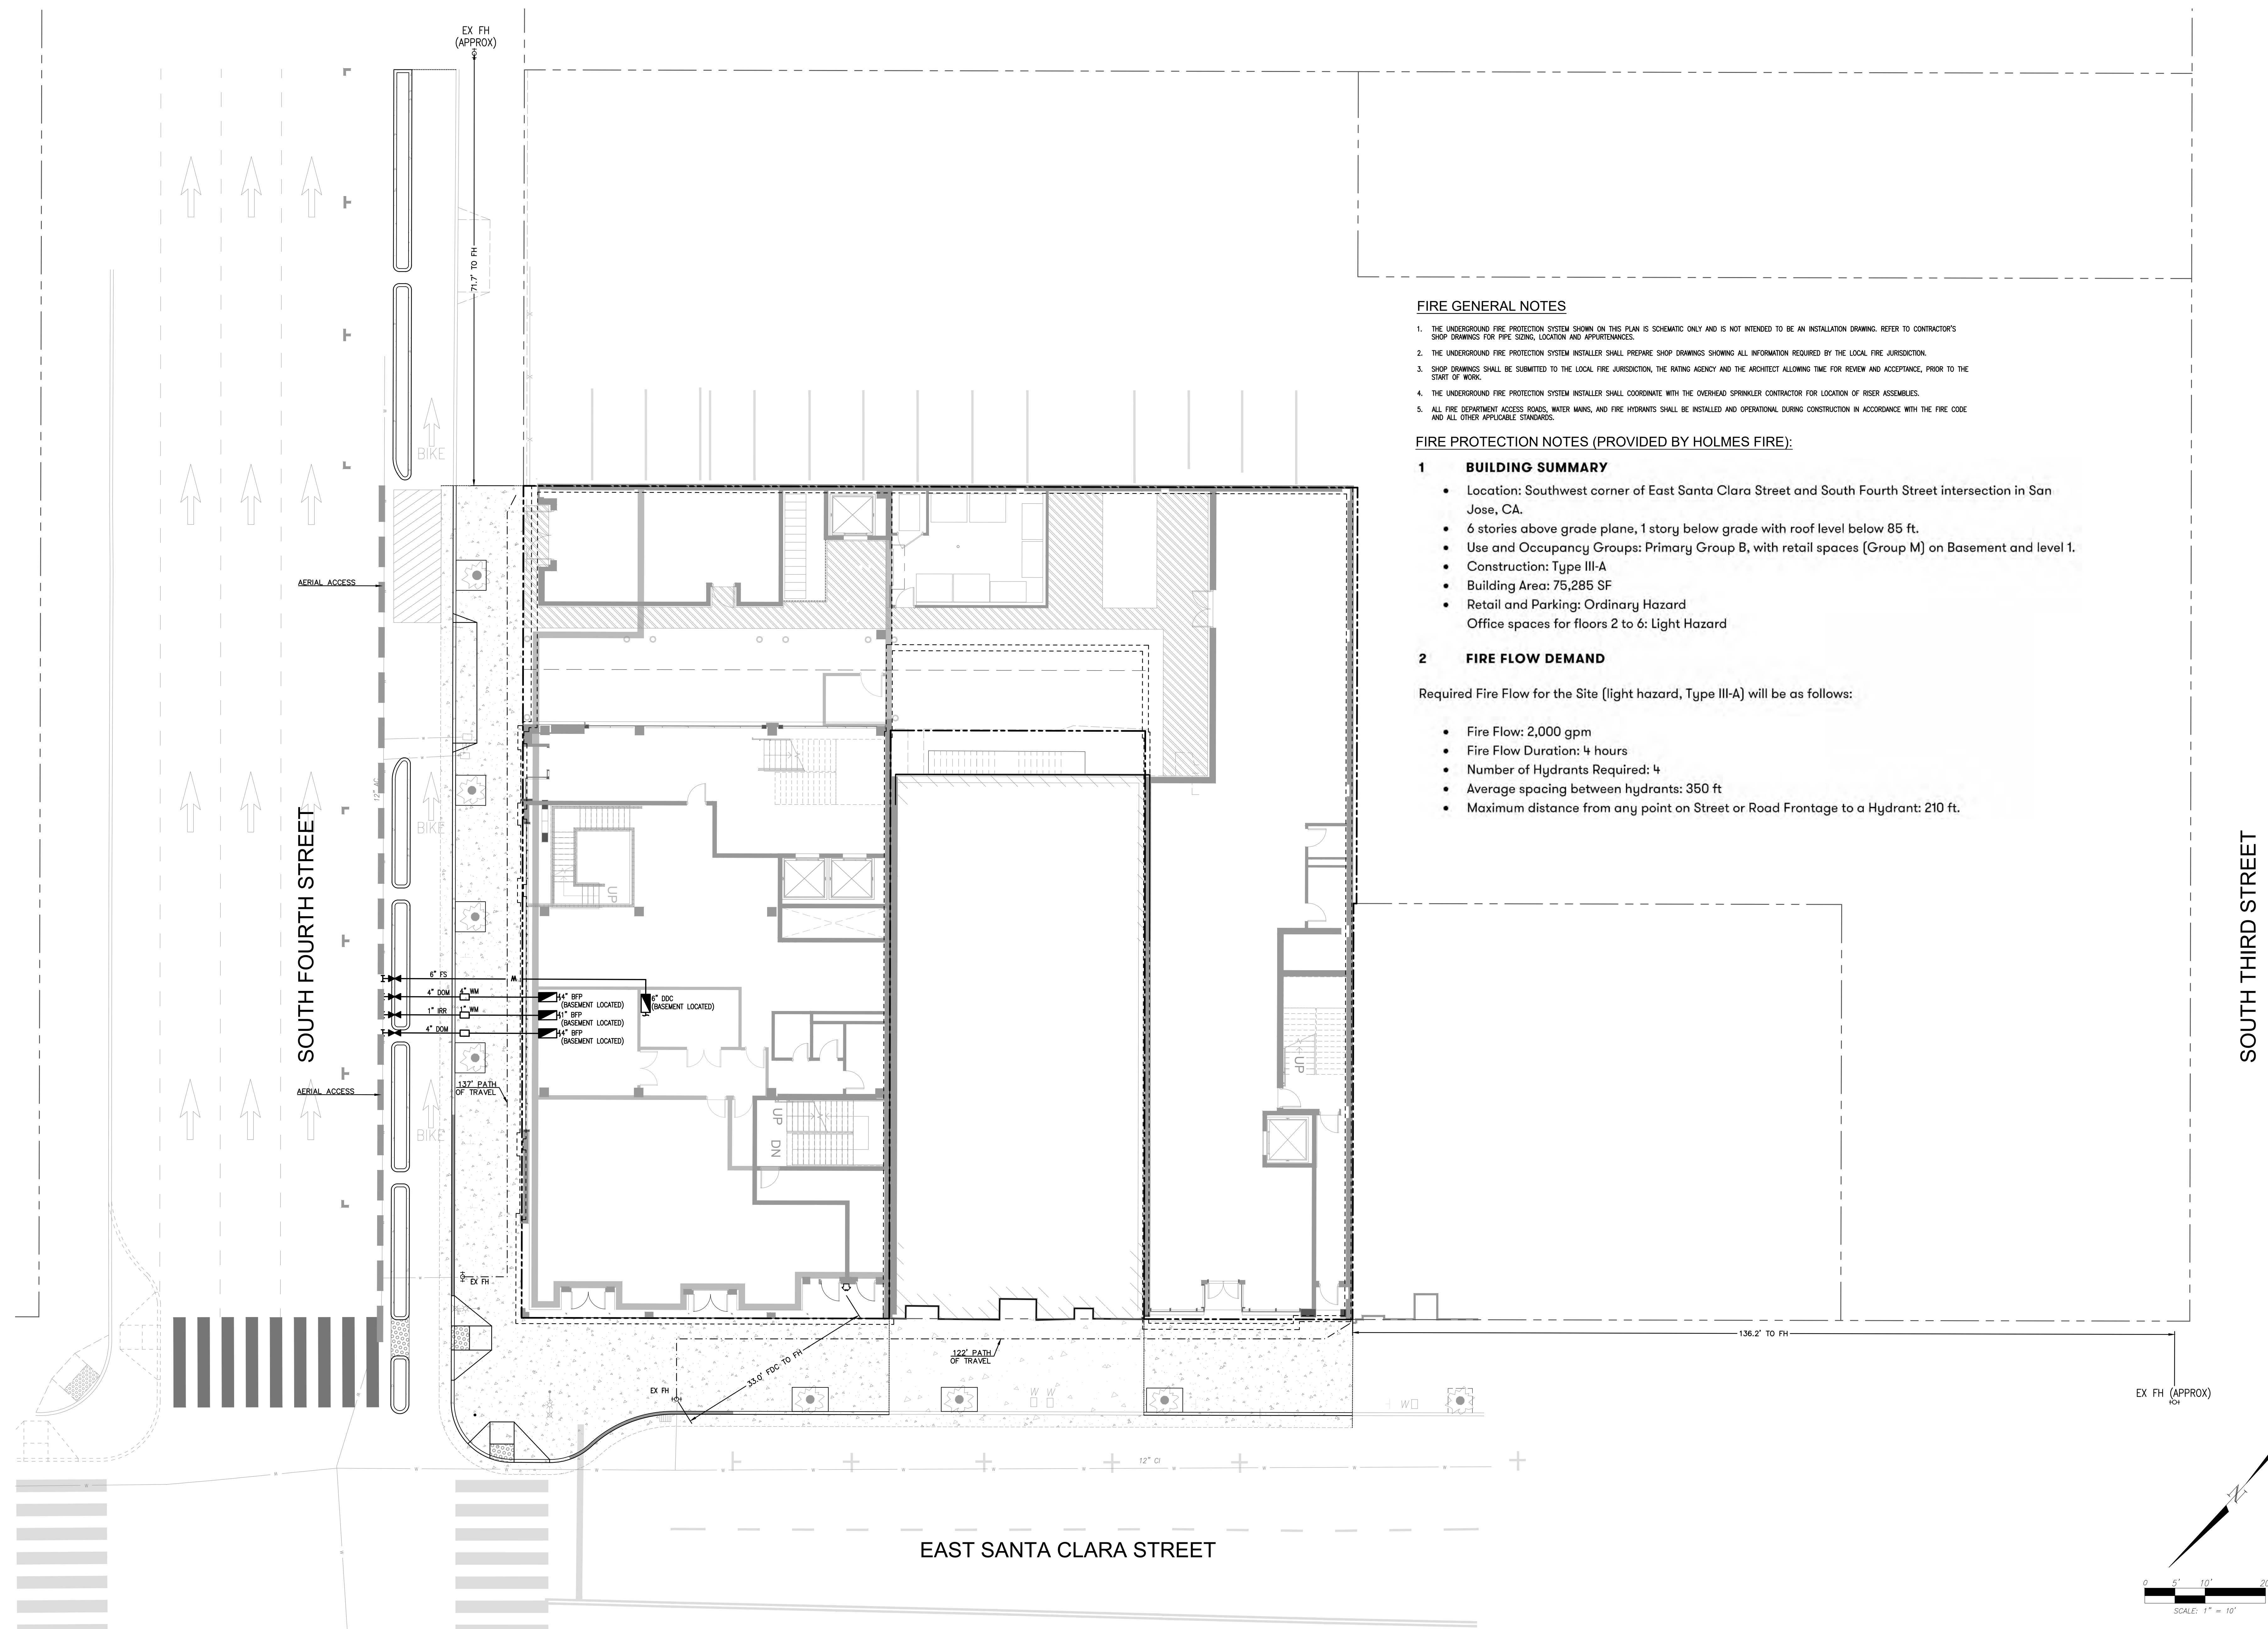 EX FH
(APPROX)
71.7' TO FH
FIRE GENERAL NOTES
1. THE UNDERGROUND FIRE PROTECTION SYSTEM SHOWN ON THIS PLAN IS SCHEMATIC ONLY AND IS NOT INTENDED TO BE AN INSTALLATION DRAWING. REFER TO CONTRACTOR'S
SHOP DRAWINGS FOR PIPE SIZING, LOCATION AND APPURTENANCES.
2. THE UNDERGROUND FIRE PROTECTION SYSTEM INSTALLER SHALL PREPARE SHOP DRAWINGS SHOWING ALL INFORMATION REQUIRED BY THE LOCAL FIRE JURISDICTION.
3. SHOP DRAWINGS SHALL BE SUBMITTED TO THE LOCAL FIRE JURISDICTION, THE RATING AGENCY AND THE ARCHITECT ALLOWING TIME FOR REVIEW AND ACCEPTANCE, PRIOR TO THE
START OF WORK.
4. THE UNDERGROUND FIRE PROTECTION SYSTEM INSTALLER SHALL COORDINATE WITH THE OVERHEAD SPRINKLER CONTRACTOR FOR LOCATION OF RISER ASSEMBLIES.
5. ALL FIRE DEPARTMENT ACCESS ROADS, WATER MAINS, AND FIRE HYDRANTS SHALL BE INSTALLED AND OPERATIONAL DURING CONSTRUCTION IN ACCORDANCE WITH THE FIRE CODE
AND ALL OTHER APPLICABLE STANDARDS.
FIRE PROTECTION NOTES (PROVIDED BY HOLMES FIRE):
1 BUILDING SUMMARY
• Location: Southwest corner of East Santa Clara Street and South Fourth Street intersection in San
Jose, CA.
• 6 stories above grade plane, 1 story below grade with roof level below 85 ft.
• Use and Occupancy Groups: Primary Group B, with retail spaces (Group M) on Basement and level 1.
• Construction: Type III-A
• Building Area: 75,285 SF
• Retail and Parking: Ordinary Hazard
Office spaces for floors 2 to 6: Light Hazard
2 FIRE FLOW DEMAND
Required Fire Flow for the Site (light hazard, Type III-A) will be as follows:
• Fire Flow: 2,000 gpm
• Fire Flow Duration: 4 hours
• Number of Hydrants Required: 4
• Average spacing between hydrants: 350 ft
• Maximum distance from any point on Street or Road Frontage to a Hydrant: 210 ft.
BIKE
AERIAL ACCESS
BIKE
SOUTH FOURTH STREET
SOUTH THIRD STREET
UP
6" FS
4" DOM
4" WM
1" IRR
1" WM
4" DOM
4" BFP
(BASEMENT LOCATED)
1" BFP
(BASEMENT LOCATED)
4" BFP
(BASEMENT LOCATED)
6" DDC
(BASEMENT LOCATED)
UP
AERIAL ACCESS
137' PATH
OF TRAVEL
BIKE
UP
DN
EX FH
136.2' TO FH
122' PATH
OF TRAVEL
33.0' FDC TO FH
EX FH
W W
W
EX FH (APPROX)
12" CI
EAST SANTA CLARA STREET
N
0 5' 10' 20
SCALE: 1" = 10'